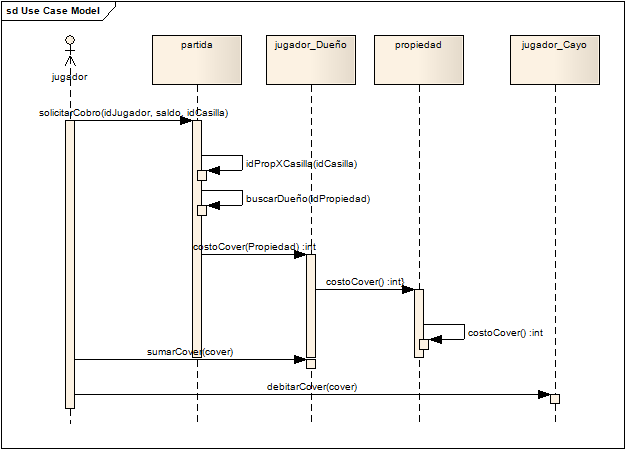 sd Use Case Model
jugador
partida
jugador_Dueño
propiedad
jugador_Cayo
solicitarCobro(idJugador, saldo, idCasilla)
idPropXCasilla(idCasilla)
buscarDueño(idPropiedad)
costoCover(Propiedad) :int
costoCover() :int}
costoCover() :int
sumarCover(cover)
debitarCover(cover)